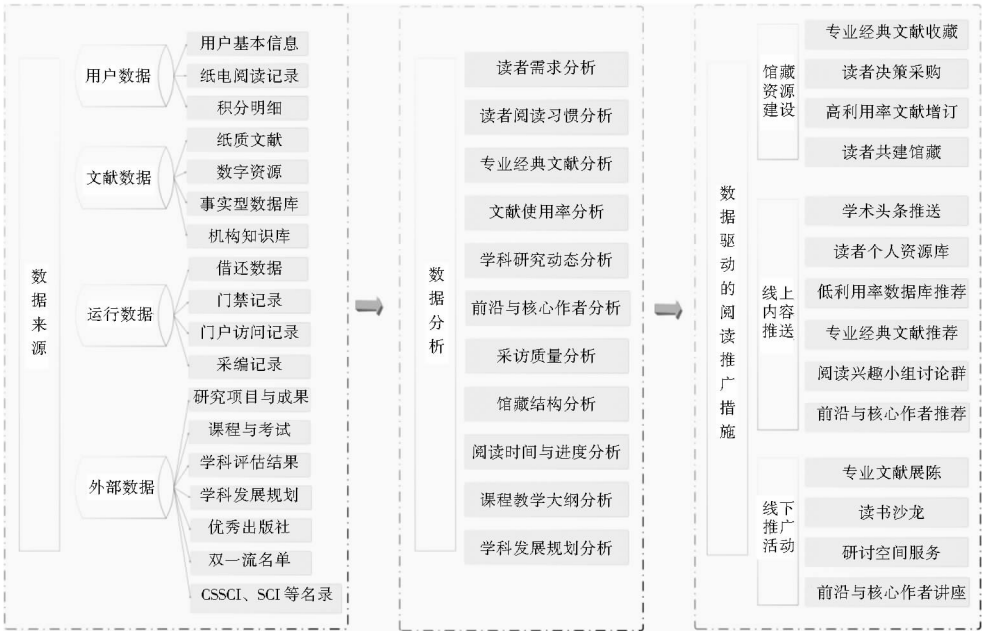 数据来源
用户数据
用户基本信息
纸电阅读记录
积分明细
文献数据
纸质文献
数字资源
事实型数据库
机构知识库
运行数据
借还数据
门禁记录
门户访问记录
采编记录
外部数据
研究项目与成果
课程与考试
学科评估结果
学科发展规划
优秀出版社
双一流名单
CSSCI、SCI等名录
数据分析
读者需求分析
读者阅读习惯分析
专业经典文献分析
文献使用率分析
学科研究动态分析
前沿与核心作者分析
采访质量分析
馆藏结构分析
阅读时间与进度分析
课程教学大纲分析
学科发展规划分析
数据驱动的阅读推广措施
馆藏
资源
建设
专业经典文献收藏
读者决策采购
高利用率文献增订
读者共建馆藏
线上
内容
推送
学术头条推送
读者个人资源库
低利用率数据库推荐
专业经典文献推荐
阅读兴趣小组讨论群
前沿与核心作者推荐
线下
推广
活动
专业文献展陈
读书沙龙
研讨空间服务
前沿与核心作者讲座